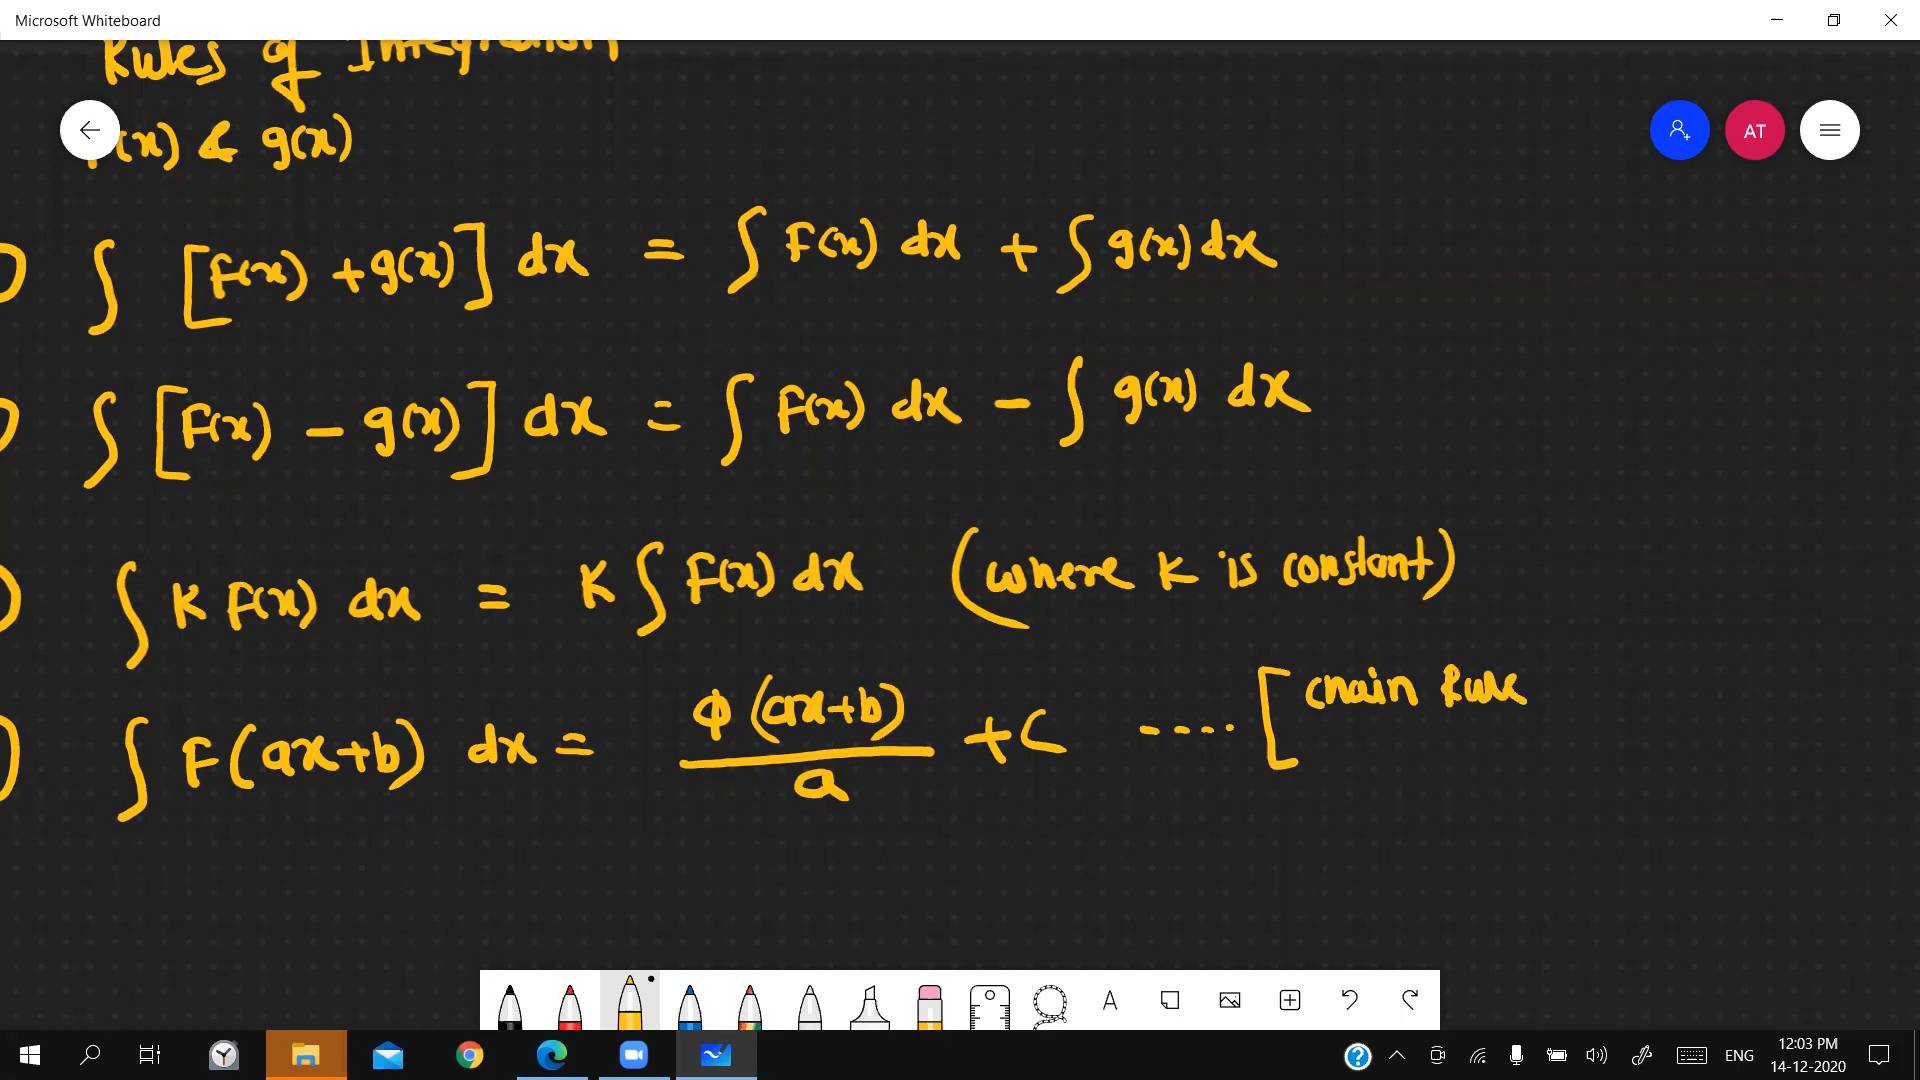 Microsoft Whiteboard
Rules of Integration
(x) & g(x)
AT
∫ [F(x) + g(x)] dx = ∫ F(x) dx + ∫ g(x) dx
∫ [F(x) - g(x)] dx = ∫ F(x) dx - ∫ g(x) dx
∫ K F(x) dx = K ∫ F(x) dx (where K is constant)
∫ F(ax+b) dx = ϕ(ax+b)/a + C ····· [chain Rule
ENG
12:03 PM
14-12-2020